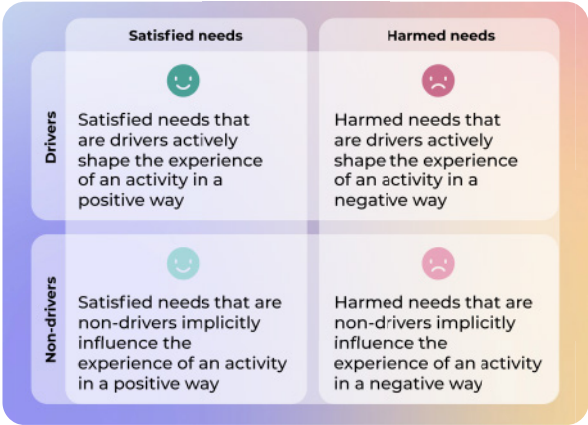 Satisfied needs
Harmed needs
Drivers
Satisfied needs that
are drivers actively
shape the experience
of an activity in a
positive way
Harmed needs that
are drivers actively
shape the experience
of an activity in a
negative way
Non-drivers
Satisfied needs that are
non-drivers implicitly
influence the
experience of an activity
in a positive way
Harmed needs that are
non-drivers implicitly
influence the
experience of an activity
in a negative way